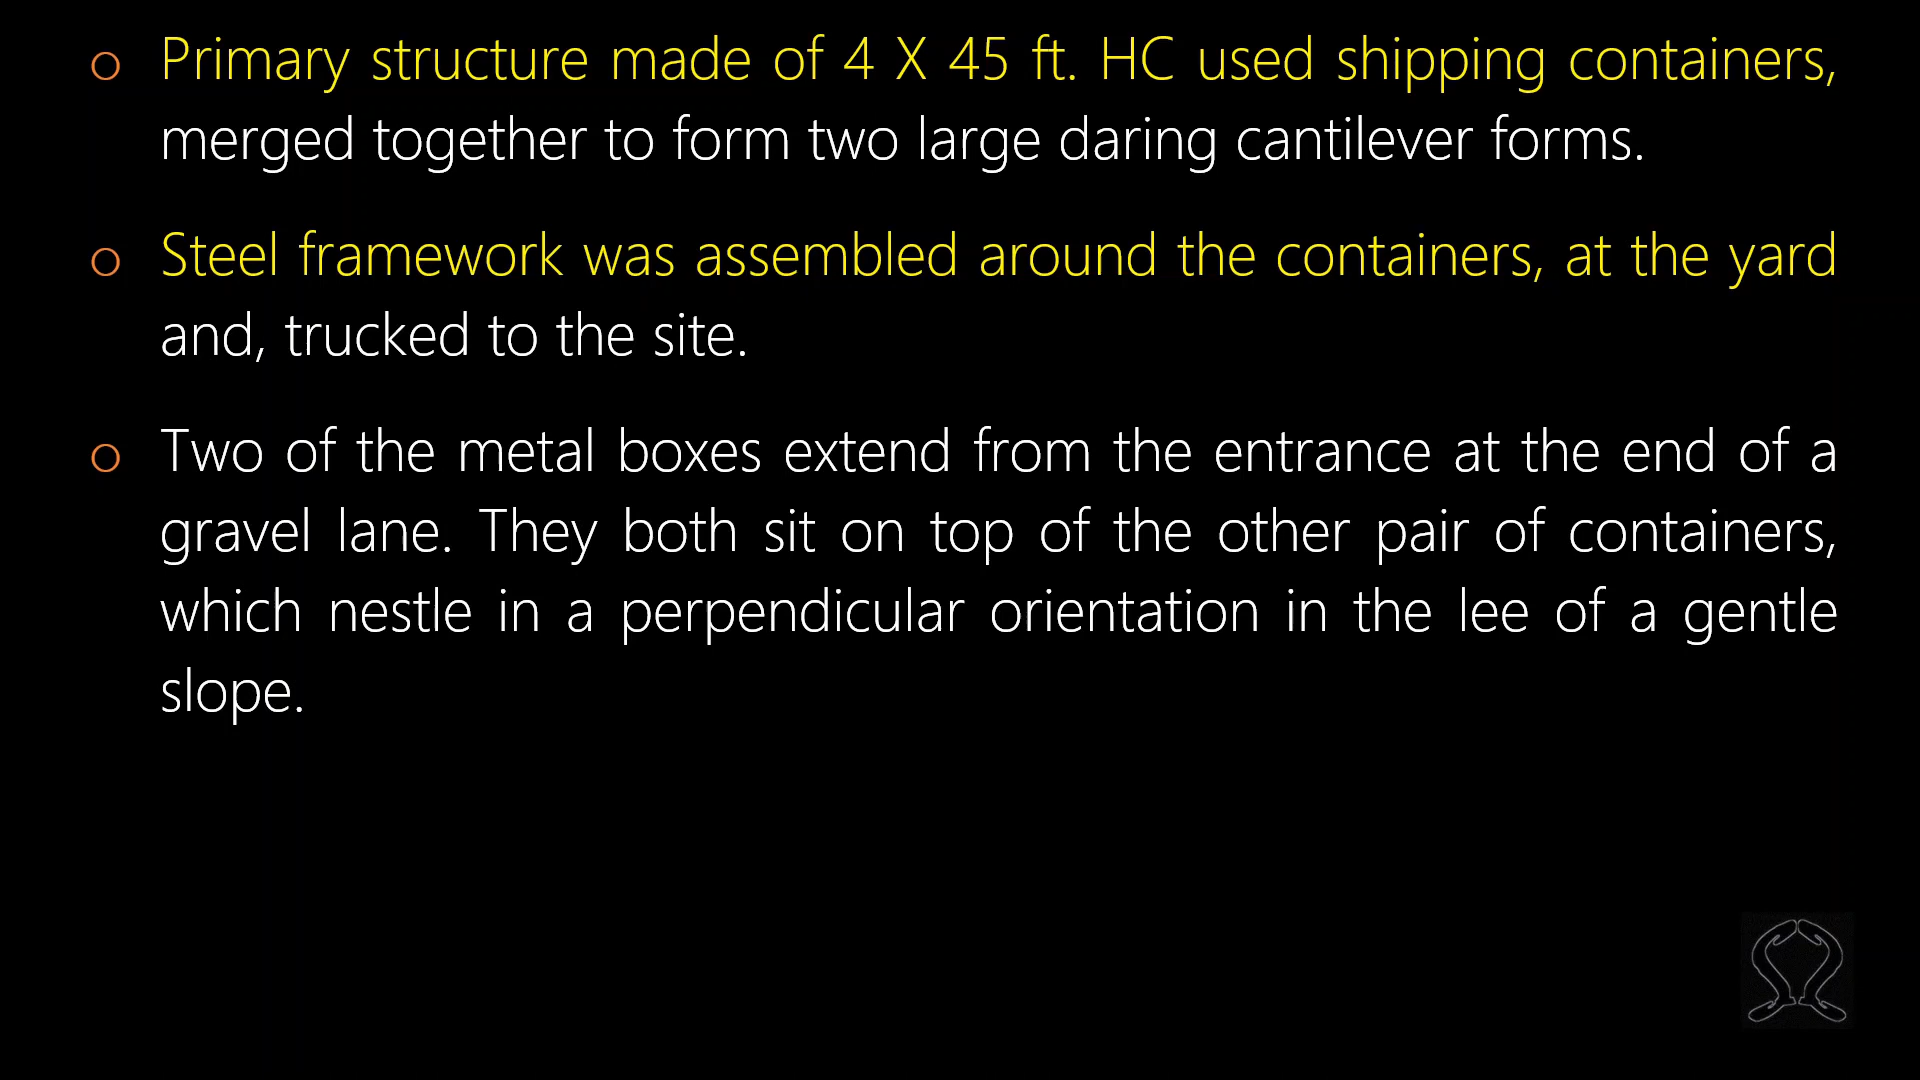 o Primary structure made of 4 X 45 ft. HC used shipping containers,
merged together to form two large daring cantilever forms.
o Steel framework was assembled around the containers, at the yard
and, trucked to the site.
o Two of the metal boxes extend from the entrance at the end of a
gravel lane. They both sit on top of the other pair of containers,
which nestle in a perpendicular orientation in the lee of a gentle
slope.